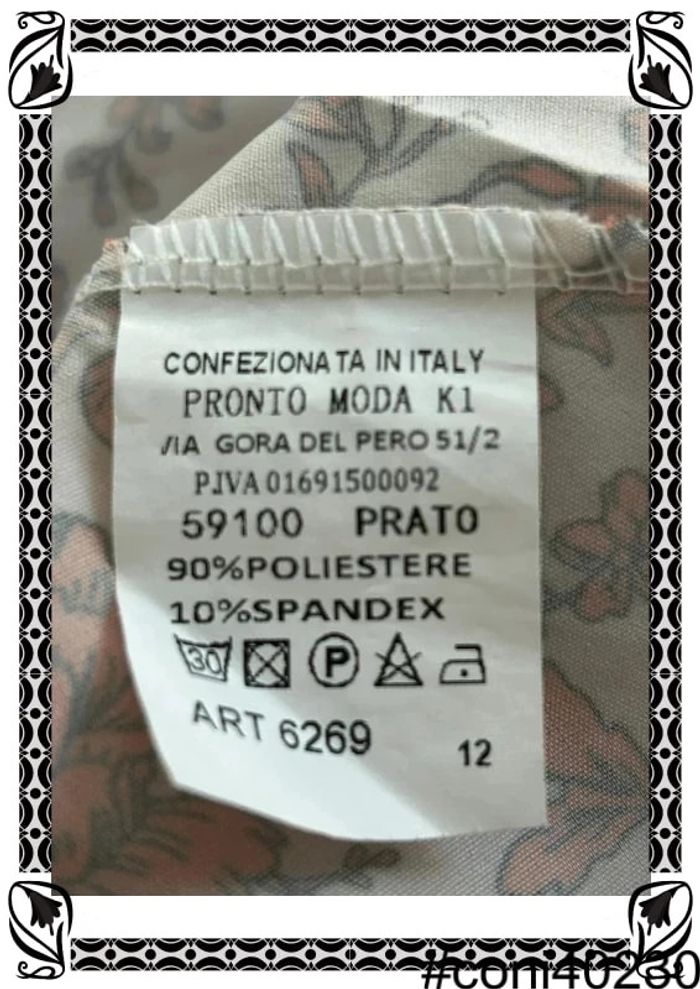 CONFEZIONATA IN ITALY
PRONTO MODA K1
VIA GORA DEL PERO 51/2
P.IVA 01691500092
59100 PRATO
90%POLIESTERE
10%SPANDEX
30 P
ART 6269
12
#comi40230